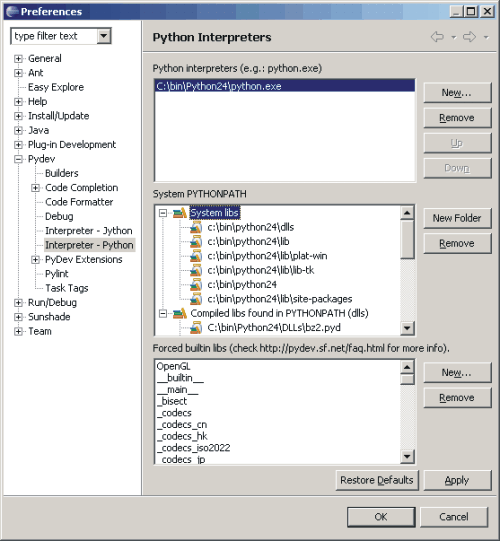 Preferences
type filter text
General
Ant
Easy Explore
Help
Install/Update
Java
Plug-in Development
Pydev
Builders
Code Completion
Code Formatter
Debug
Interpreter - Jython
Interpreter - Python
PyDev Extensions
Pylint
Task Tags
Run/Debug
Sunshade
Team
Python Interpreters
Python interpreters (e.g.: python.exe)
C:\bin\Python24\python.exe
New...
Remove
Up
Down
System PYTHONPATH
System libs
c:\bin\python24\dlls
c:\bin\python24\lib
c:\bin\python24\lib\plat-win
c:\bin\python24\lib\lib-tk
c:\bin\python24
c:\bin\python24\lib\site-packages
Compiled libs found in PYTHONPATH (dlls)
C:\bin\Python24\DLLs\bz2.pyd
New Folder
Remove
Forced builtin libs (check http://pydev.sf.net/faq.html for more info).
OpenGL
__builtin__
__main__
_bisect
_codecs
_codecs_cn
_codecs_hk
_codecs_iso2022
_codecs_jp
New...
Remove
Restore Defaults
Apply
OK
Cancel